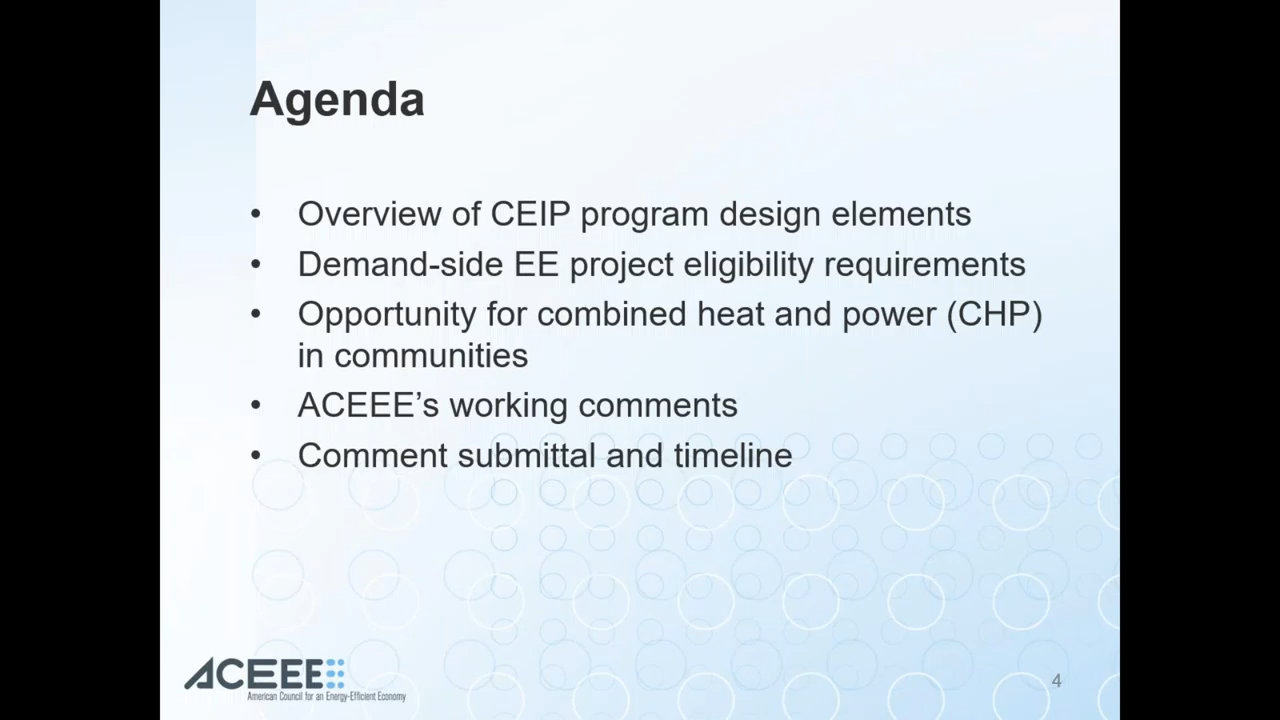 Agenda
• Overview of CEIP program design elements
• Demand-side EE project eligibility requirements
• Opportunity for combined heat and power (CHP)
in communities
• ACEEE’s working comments
• Comment submittal and timeline
ACEEE
American Council for an Energy-Efficient Economy
4